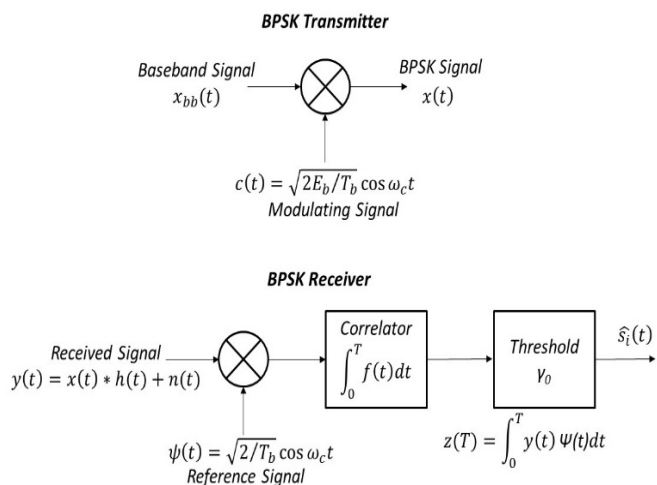 BPSK Transmitter
Baseband Signal
x_bb(t)
BPSK Signal
x(t)
c(t) = √(2E_b/T_b) cos ω_c t
Modulating Signal
BPSK Receiver
Received Signal
y(t) = x(t) * h(t) + n(t)
Correlator
∫_0^T f(t)dt
Threshold
γ_0
ŝ_i(t)
ψ(t) = √(2/T_b) cos ω_c t
Reference Signal
z(T) = ∫_0^T y(t) Ψ(t)dt